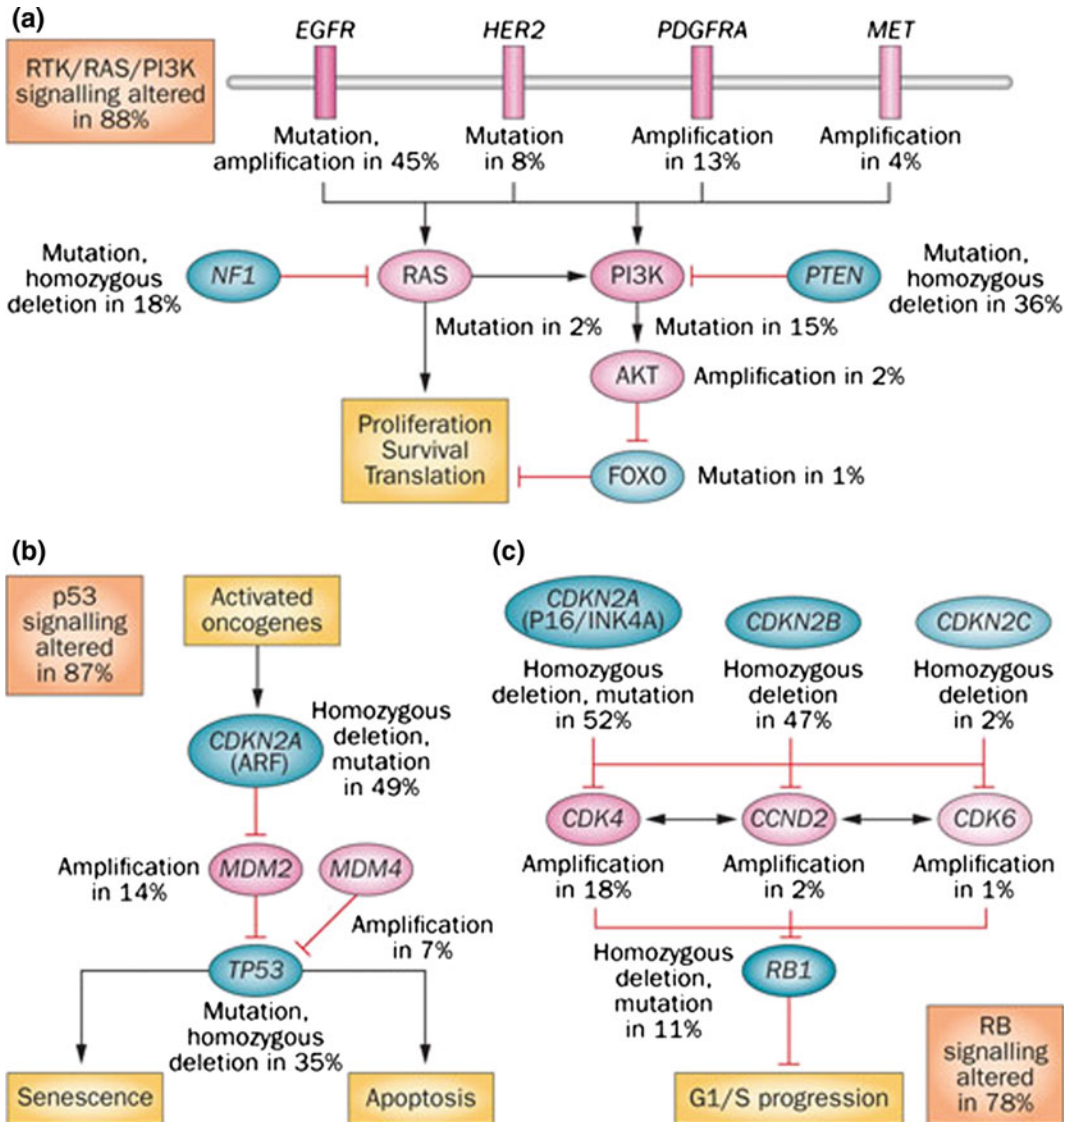 (a)
EGFR
HER2
PDGFRA
MET
RTK/RAS/PI3K
signalling altered
in 88%
Mutation,
amplification in 45%
Mutation
in 8%
Amplification
in 13%
Amplification
in 4%
Mutation,
homozygous
deletion in 18%
NF1
RAS
PI3K
PTEN
Mutation,
homozygous
deletion in 36%
Mutation in 2%
Mutation in 15%
AKT
Amplification in 2%
Proliferation
Survival
Translation
FOXO
Mutation in 1%
(b)
p53
signalling
altered
in 87%
Activated
oncogenes
CDKN2A
(ARF)
Homozygous
deletion,
mutation
in 49%
Amplification
in 14%
MDM2
MDM4
Amplification
in 7%
TP53
Mutation,
homozygous
deletion in 35%
Senescence
Apoptosis
(c)
CDKN2A
(P16/INK4A)
CDKN2B
CDKN2C
Homozygous
deletion, mutation
in 52%
Homozygous
deletion
in 47%
Homozygous
deletion
in 2%
CDK4
CCND2
CDK6
Amplification
in 18%
Amplification
in 2%
Amplification
in 1%
Homozygous
deletion,
mutation
in 11%
RB1
G1/S progression
RB
signalling
altered
in 78%